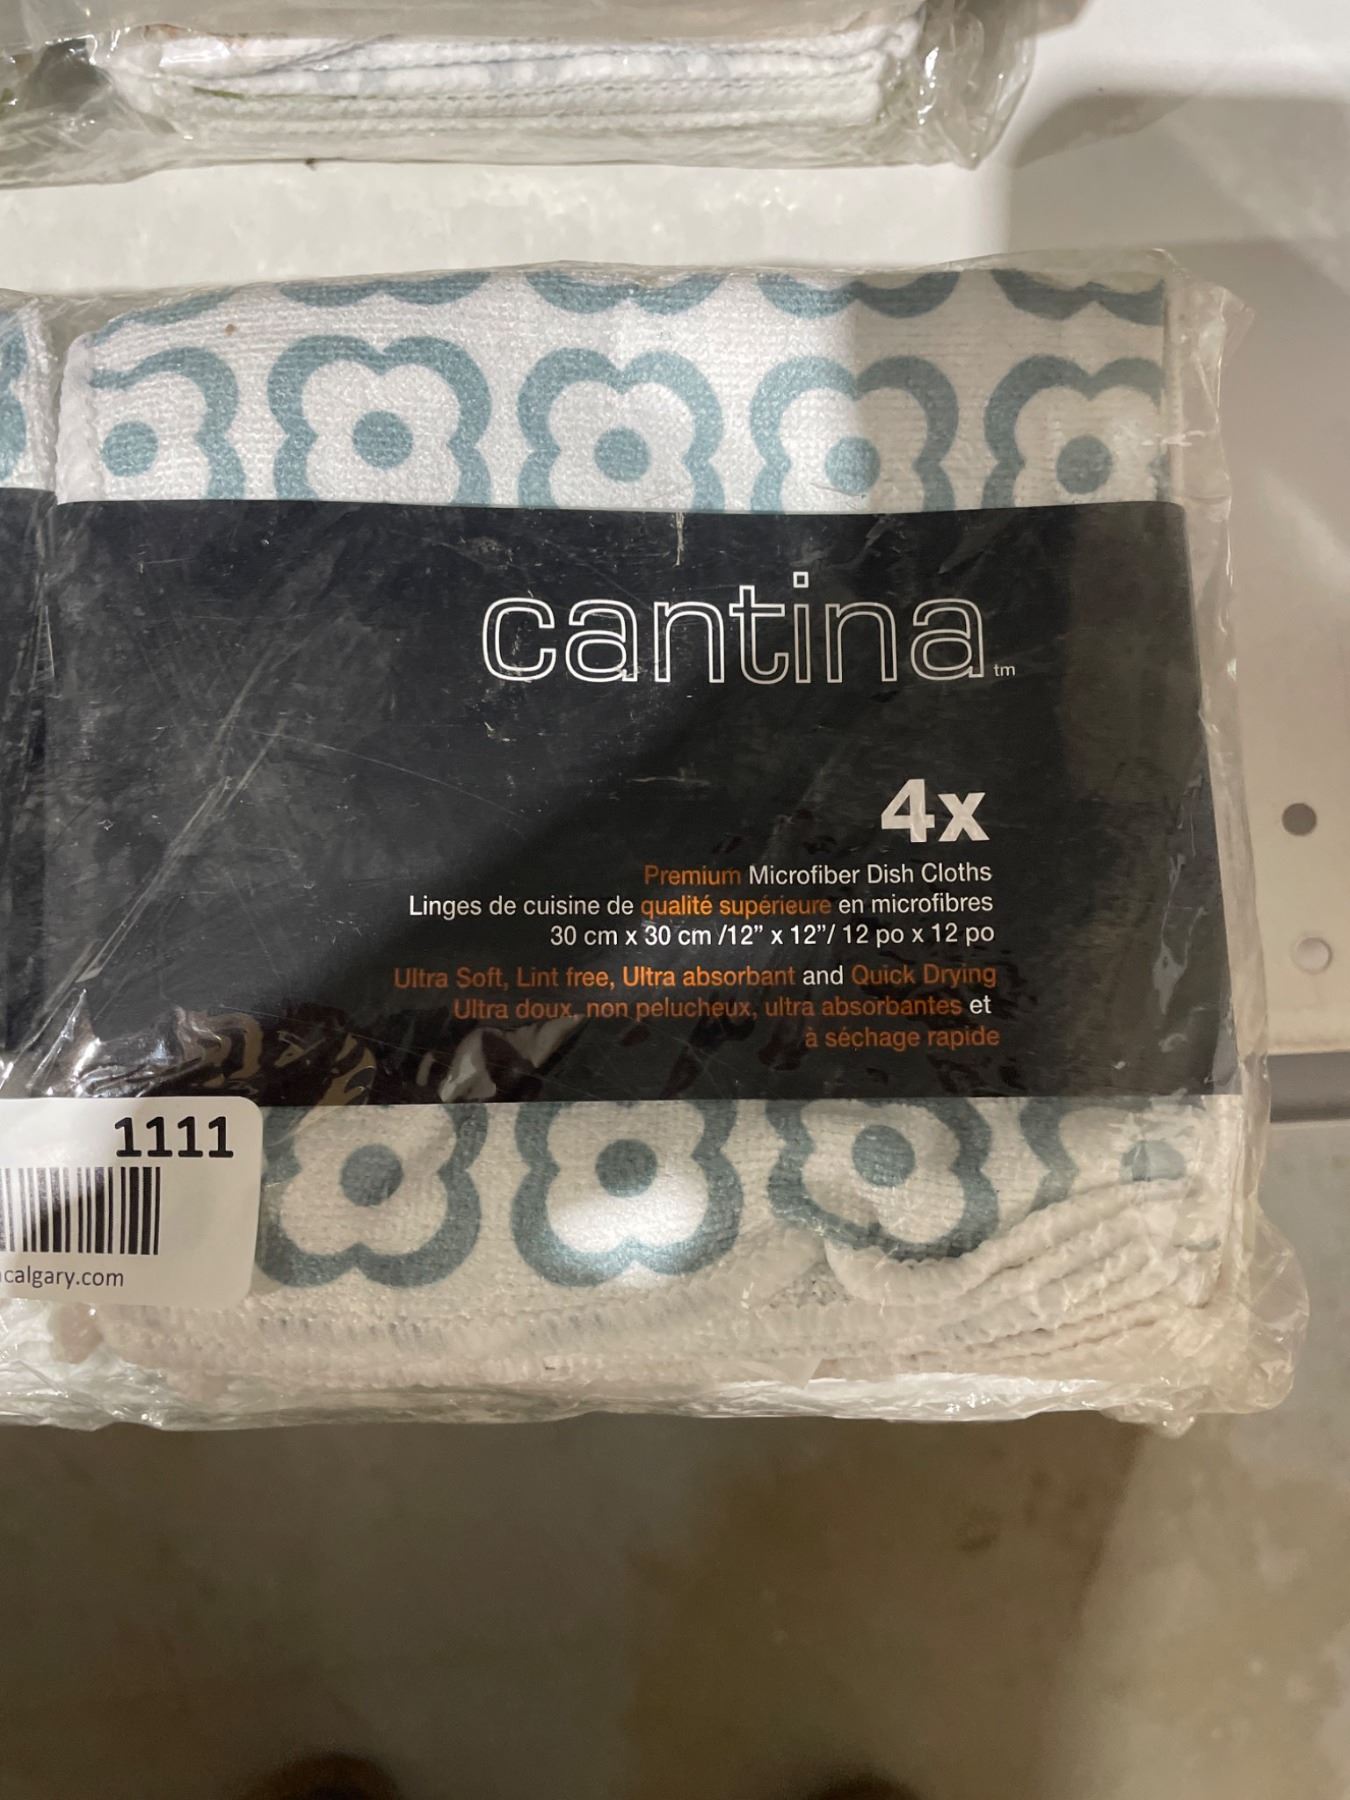 cantina tm
4x
Premium Microfiber Dish Cloths
Linges de cuisine de qualité supérieure en microfibres
30 cm x 30 cm /12” x 12”/ 12 po x 12 po
Ultra Soft, Lint free, Ultra absorbant and Quick Drying
Ultra doux, non pelucheux, ultra absorbantes et
à séchage rapide
1111
calgary.com